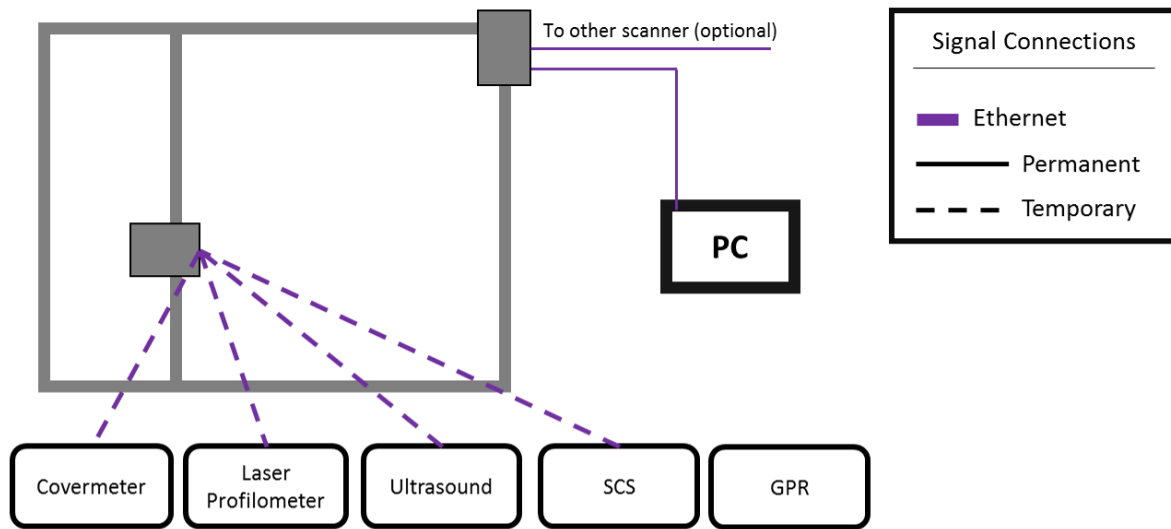 To other scanner (optional)
Signal Connections
Ethernet
Permanent
Temporary
PC
Covermeter
Laser
Profilometer
Ultrasound
SCS
GPR